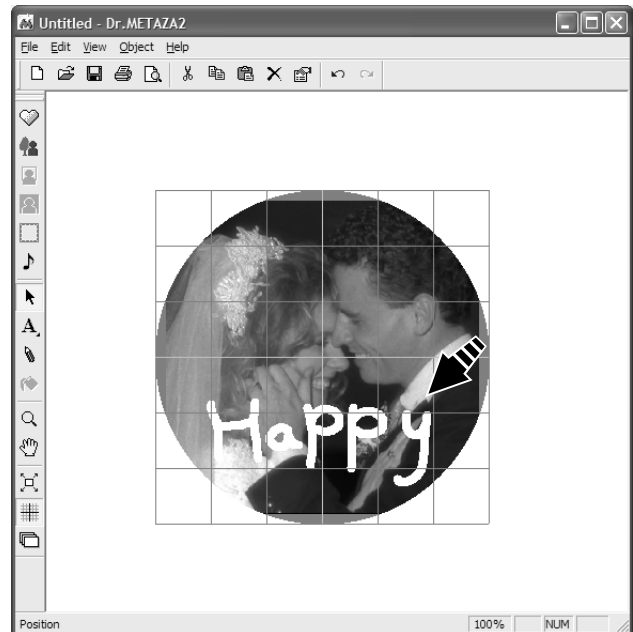 Untitled - Dr.METAZA2
File Edit View Object Help
A
Happy
Position 100% NUM